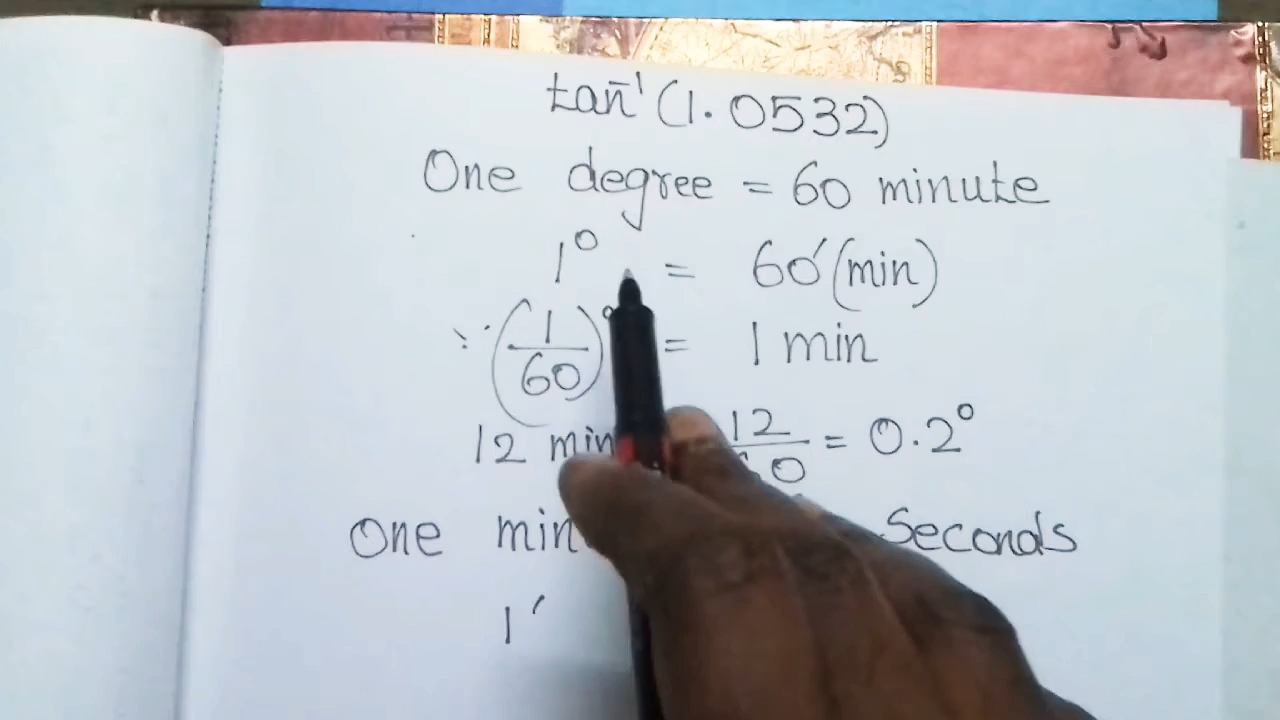 tan̄¹(1.0532)
One degree = 60 minute
1° = 60′(min)
∵ (1/60)° = 1 min
12 min 12/60 = 0.2°
One min Seconds
1′